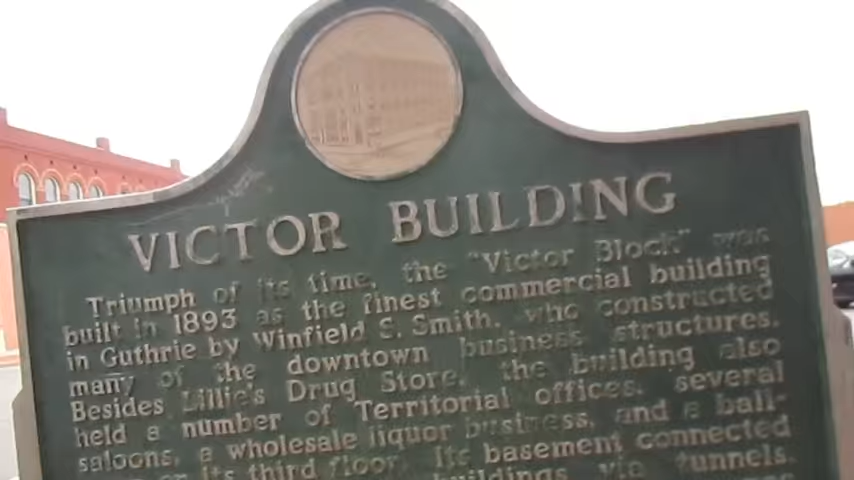 VICTOR BUILDING
Triumph of its time, the "Victor Block" was
built in 1893 as the finest commercial building
in Guthrie by Winfield S. Smith, who constructed
many of the downtown business structures.
Besides Lillie's Drug Store, the building also
held a number of Territorial offices, several
saloons, a wholesale liquor business, and a ball-
on its third floor. Its basement connected
buildings via tunnels.